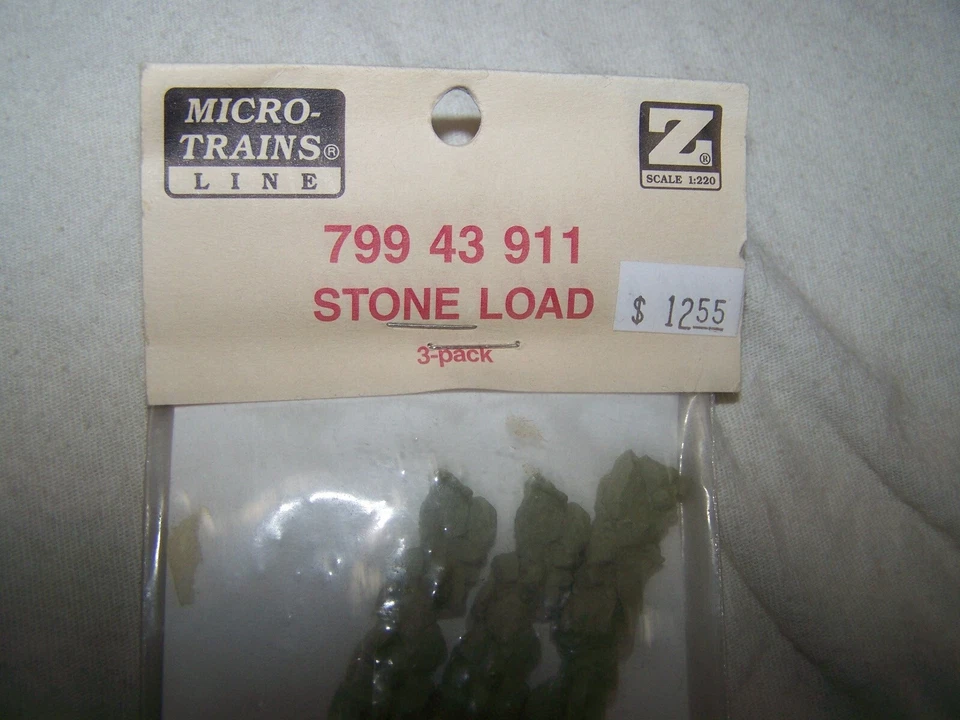 MICRO-
TRAINS®
LINE
Z®
SCALE 1:220
799 43 911
STONE LOAD
$ 1255
3-pack